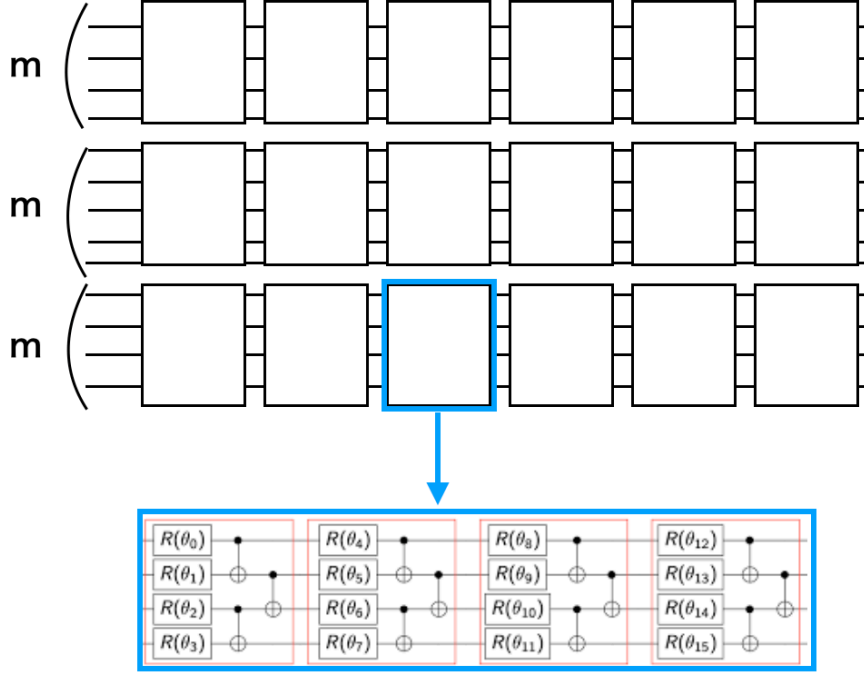 m
m
m
R(θ₀) R(θ₄) R(θ₈) R(θ₁₂)
R(θ₁) R(θ₅) R(θ₉) R(θ₁₃)
R(θ₂) R(θ₆) R(θ₁₀) R(θ₁₄)
R(θ₃) R(θ₇) R(θ₁₁) R(θ₁₅)